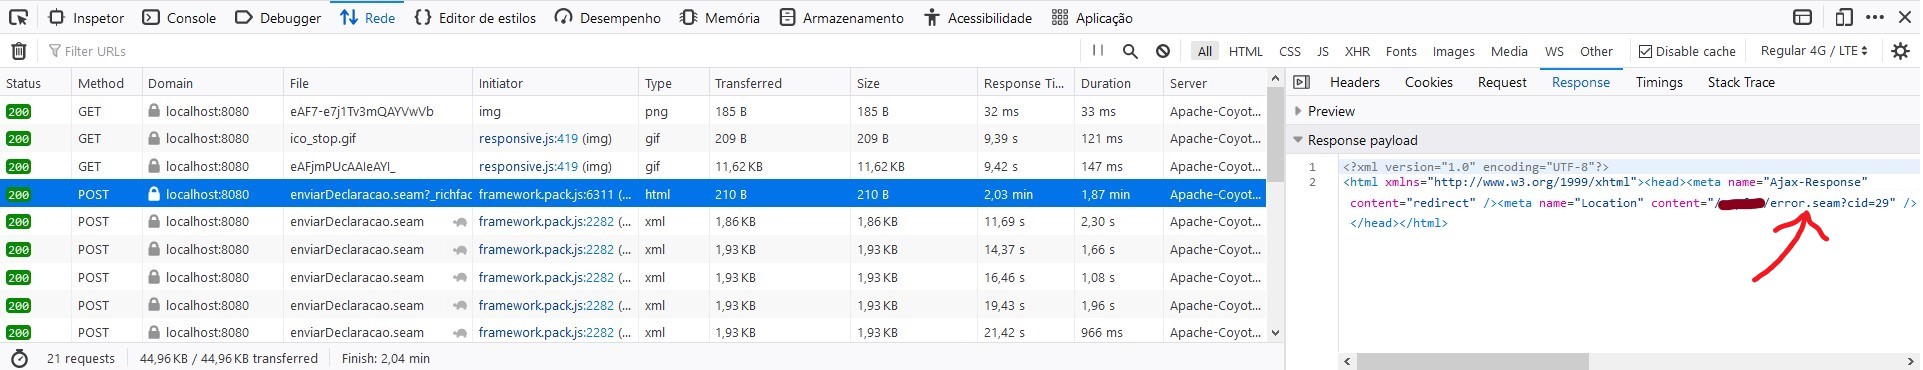 Inspetor Console Debugger Rede Editor de estilos Desempenho Memória Armazenamento Acessibilidade Aplicação
Filter URLs All HTML CSS JS XHR Fonts Images Media WS Other Disable cache Regular 4G / LTE
Status Method Domain File Initiator Type Transferred Size Response Ti... Duration Server
200 GET localhost:8080 eAF7-e7j1Tv3mQAYVwVb img png 185 B 185 B 32 ms 33 ms Apache-Coyot...
200 GET localhost:8080 ico_stop.gif responsive.js:419 (img) gif 209 B 209 B 9,39 s 121 ms Apache-Coyot...
200 GET localhost:8080 eAFjmPUcAAIeAYI_ responsive.js:419 (img) gif 11,62 KB 11,62 KB 9,42 s 147 ms Apache-Coyot...
200 POST localhost:8080 enviarDeclaracao.seam?_richfac framework.pack.js:6311 (... html 210 B 210 B 2,03 min 1,87 min Apache-Coyot...
200 POST localhost:8080 enviarDeclaracao.seam framework.pack.js:2282 (... xml 1,86 KB 1,86 KB 11,69 s 2,30 s Apache-Coyot...
200 POST localhost:8080 enviarDeclaracao.seam framework.pack.js:2282 (... xml 1,93 KB 1,93 KB 14,37 s 1,66 s Apache-Coyot...
200 POST localhost:8080 enviarDeclaracao.seam framework.pack.js:2282 (... xml 1,93 KB 1,93 KB 16,46 s 1,08 s Apache-Coyot...
200 POST localhost:8080 enviarDeclaracao.seam framework.pack.js:2282 (... xml 1,93 KB 1,93 KB 19,43 s 1,96 s Apache-Coyot...
200 POST localhost:8080 enviarDeclaracao.seam framework.pack.js:2282 (... xml 1,93 KB 1,93 KB 21,42 s 966 ms Apache-Coyot...
21 requests 44,96 KB / 44,96 KB transferred Finish: 2,04 min
Headers Cookies Request Response Timings Stack Trace
Preview
Response payload
1 <?xml version="1.0" encoding="UTF-8"?>
2 <html xmlns="http://www.w3.org/1999/xhtml"><head><meta name="Ajax-Response"
content="redirect" /><meta name="Location" content="/ /error.seam?cid=29" />
</head></html>